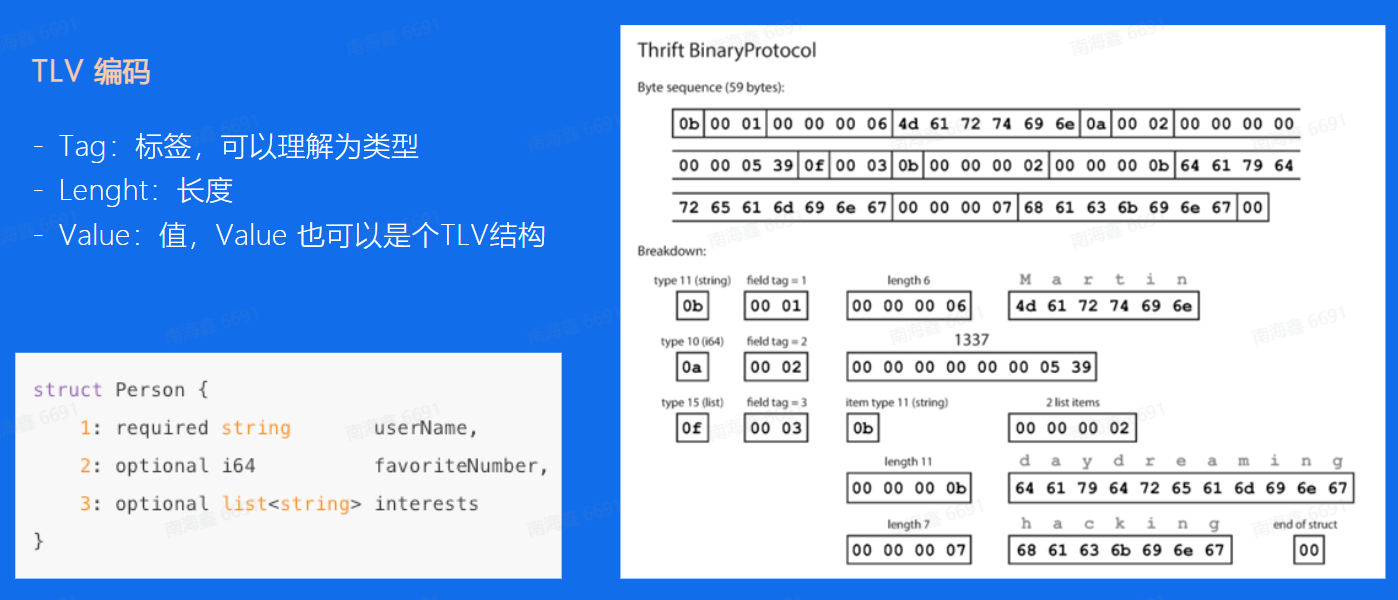 TLV 编码
- Tag：标签，可以理解为类型
- Lenght：长度
- Value：值，Value 也可以是个TLV结构
struct Person {
1: required string userName,
2: optional i64 favoriteNumber,
3: optional list<string> interests
}
Thrift BinaryProtocol
Byte sequence (59 bytes):
0b 00 01 00 00 00 06 4d 61 72 74 69 6e 0a 00 02 00 00 00 00
00 00 05 39 0f 00 03 0b 00 00 00 02 00 00 00 0b 64 61 79 64
72 65 61 6d 69 6e 67 00 00 00 07 68 61 63 6b 69 6e 67 00
Breakdown:
type 11 (string) field tag = 1 length 6 M a r t i n
0b 00 01 00 00 00 06 4d 61 72 74 69 6e
type 10 (i64) field tag = 2 1337
0a 00 02 00 00 00 00 00 00 05 39
type 15 (list) field tag = 3 item type 11 (string) 2 list items
0f 00 03 0b 00 00 00 02
length 11 d a y d r e a m i n g
00 00 00 0b 64 61 79 64 72 65 61 6d 69 6e 67
length 7 h a c k i n g end of struct
00 00 00 07 68 61 63 6b 69 6e 67 00
南海鑫 6691